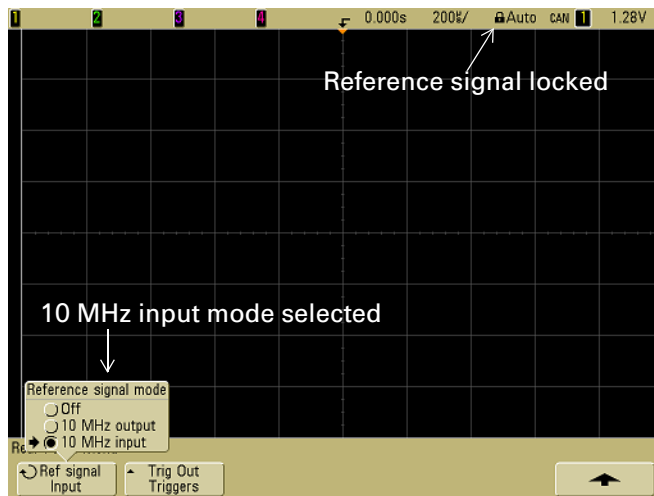 1 2 3 4 0.000s 200㎲/ Auto CAN 1 1.28V
Reference signal locked
10 MHz input mode selected
Reference signal mode
Off
10 MHz output
10 MHz input
Ref signal
Input
Trig Out
Triggers